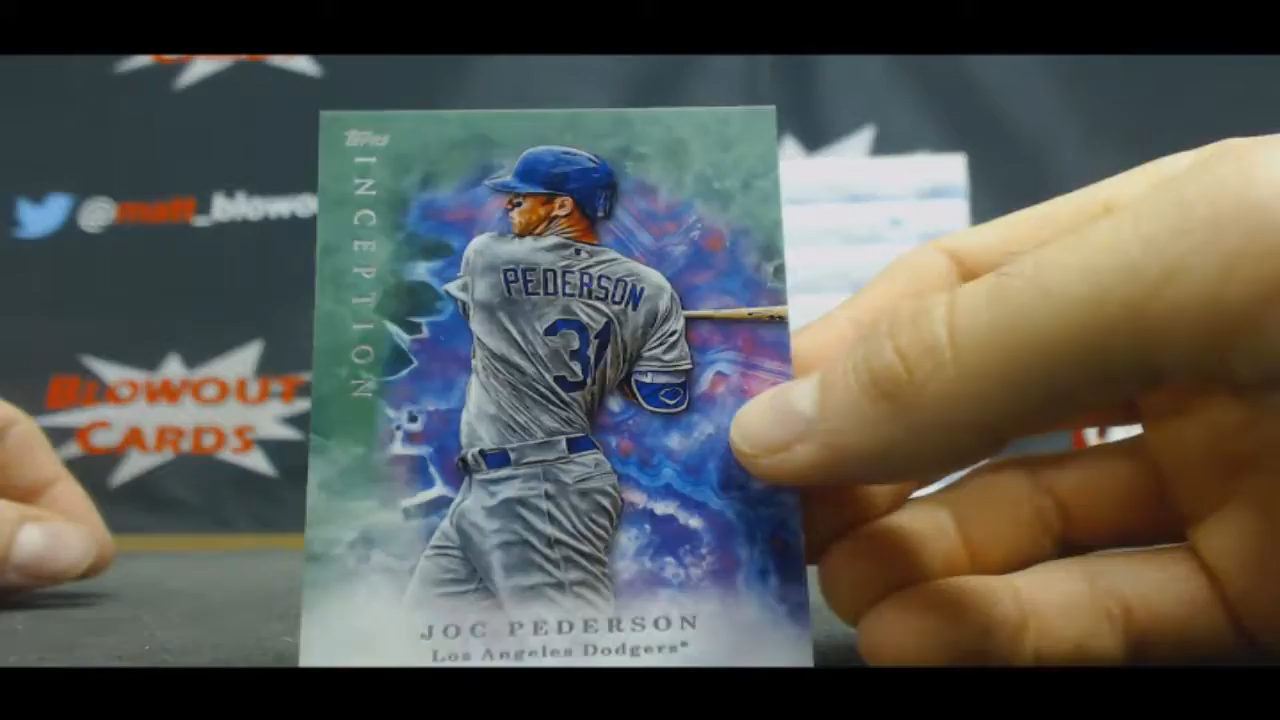 Topps
INCEPTION
@matt_blowo
PEDERSON
31
BLOWOUT
CARDS
JOC PEDERSON
Los Angeles Dodgers®